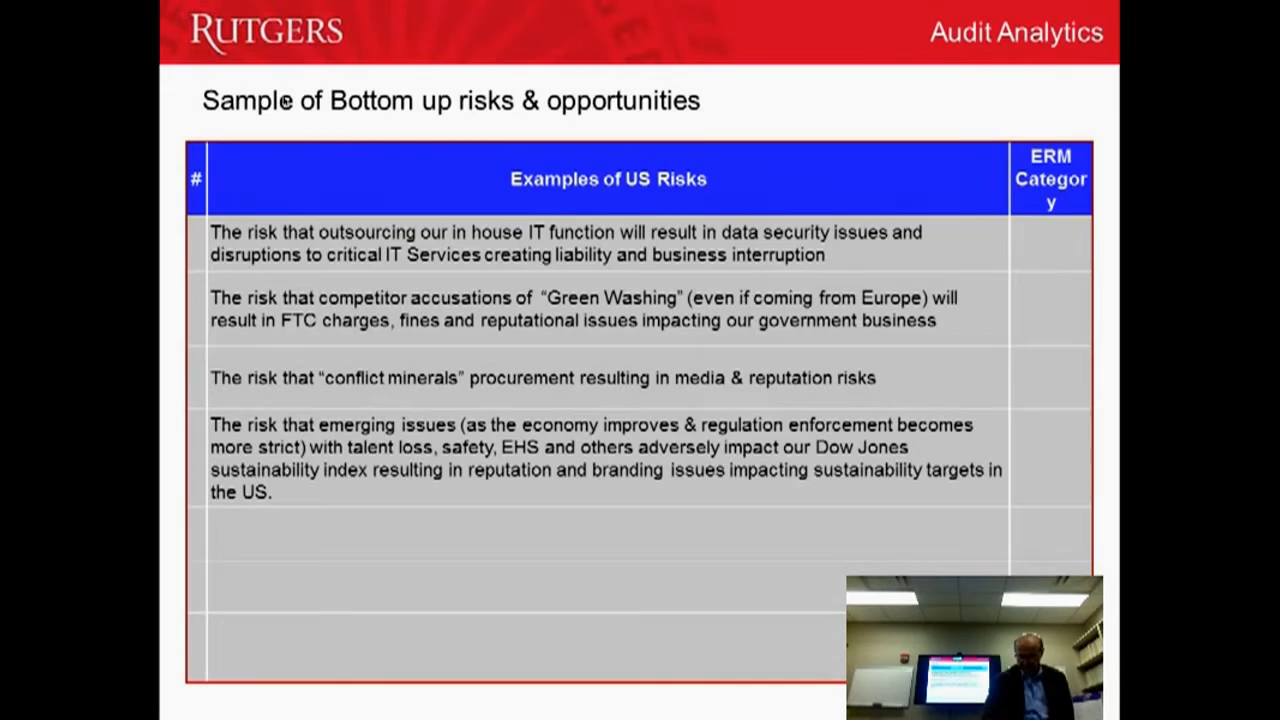 RUTGERS
Audit Analytics
Sample of Bottom up risks & opportunities
#
Examples of US Risks
ERM
Categor
y
The risk that outsourcing our in house IT function will result in data security issues and
disruptions to critical IT Services creating liability and business interruption
The risk that competitor accusations of “Green Washing” (even if coming from Europe) will
result in FTC charges, fines and reputational issues impacting our government business
The risk that “conflict minerals” procurement resulting in media & reputation risks
The risk that emerging issues (as the economy improves & regulation enforcement becomes
more strict) with talent loss, safety, EHS and others adversely impact our Dow Jones
sustainability index resulting in reputation and branding issues impacting sustainability targets in
the US.